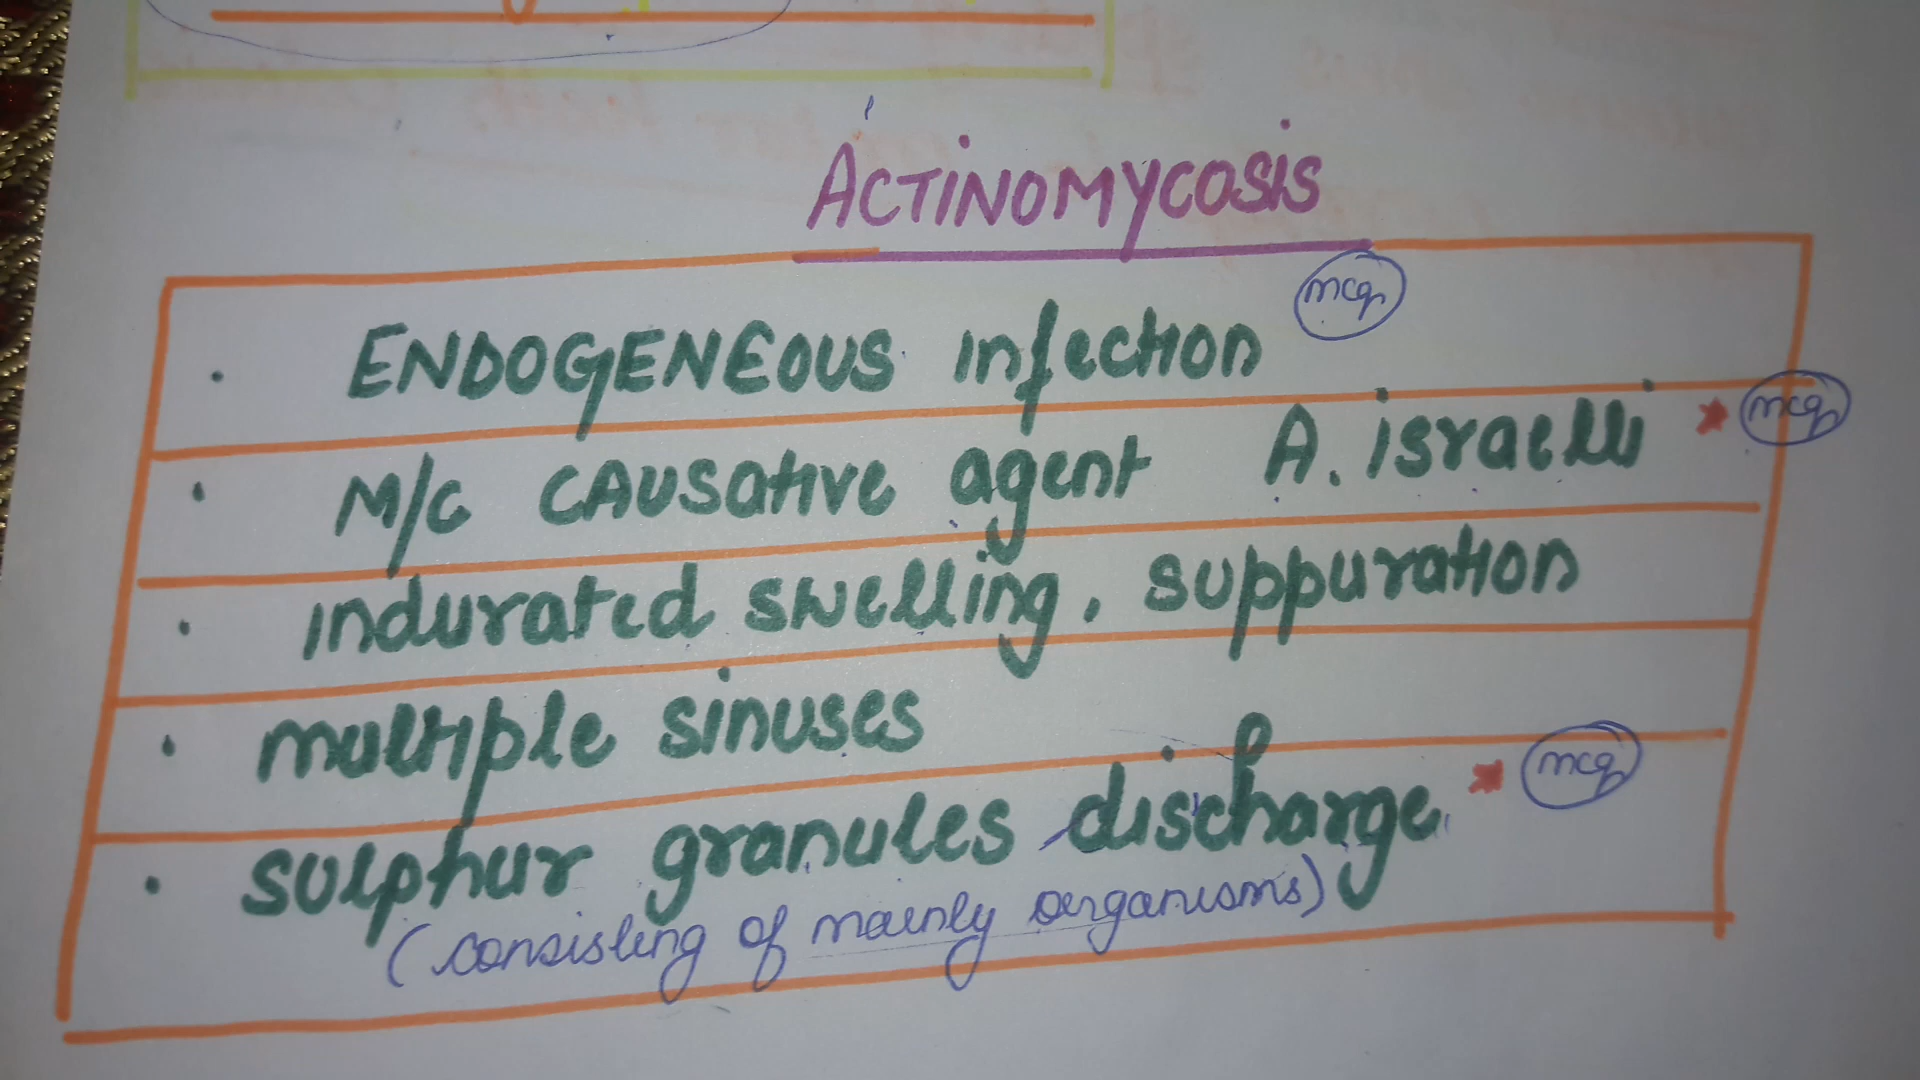 ACTINOMYCOSIS
• ENDOGENEOUS infection mcq
• M/C CAUSative agent A. israelli * mcq
• indurated swelling, suppuration
• multiple sinuses
• sulphur granules discharge * mcq
(consisting of mainly organisms)